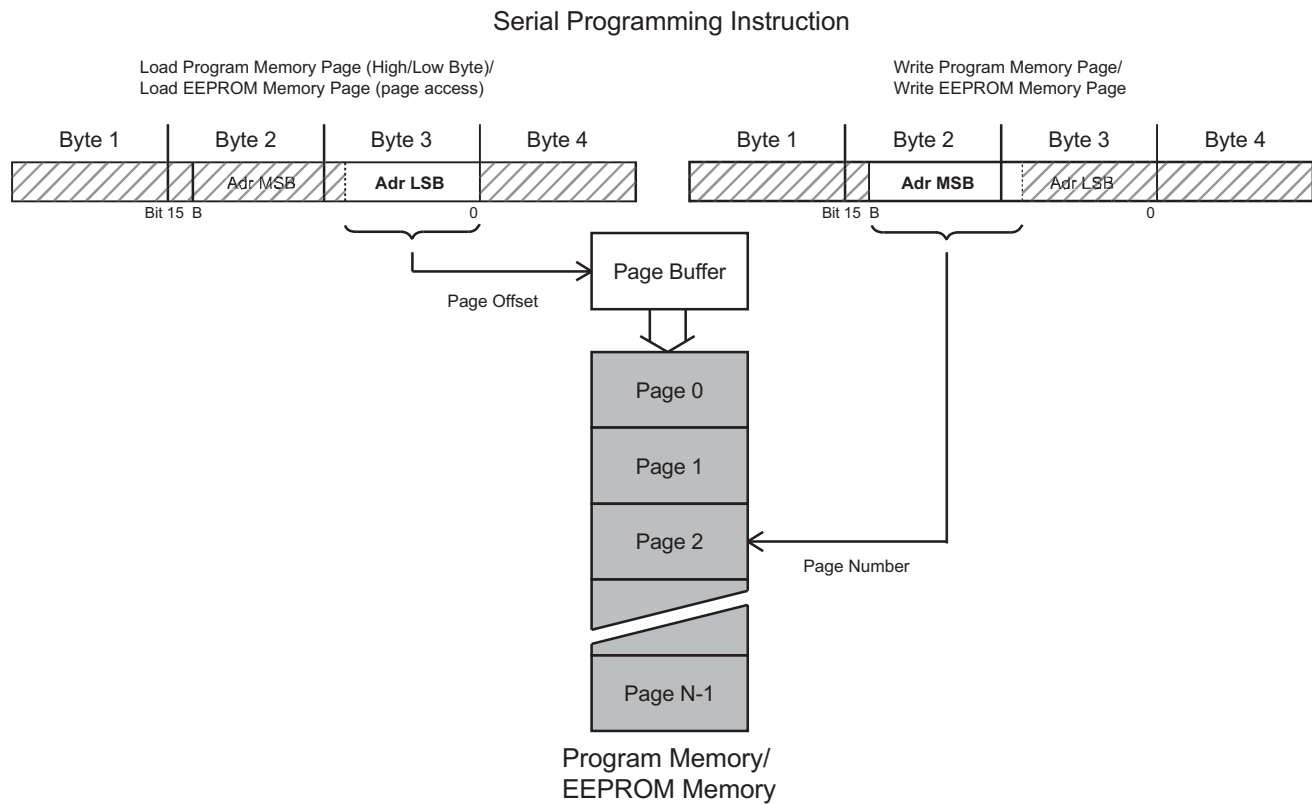 Serial Programming Instruction
Load Program Memory Page (High/Low Byte)/
Load EEPROM Memory Page (page access)
Write Program Memory Page/
Write EEPROM Memory Page
Byte 1 Byte 2 Byte 3 Byte 4
Byte 1 Byte 2 Byte 3 Byte 4
Adr MSB Adr LSB
Adr MSB Adr LSB
Bit 15 B 0
Bit 15 B 0
Page Buffer
Page Offset
Page 0
Page 1
Page 2
Page Number
Page N-1
Program Memory/
EEPROM Memory